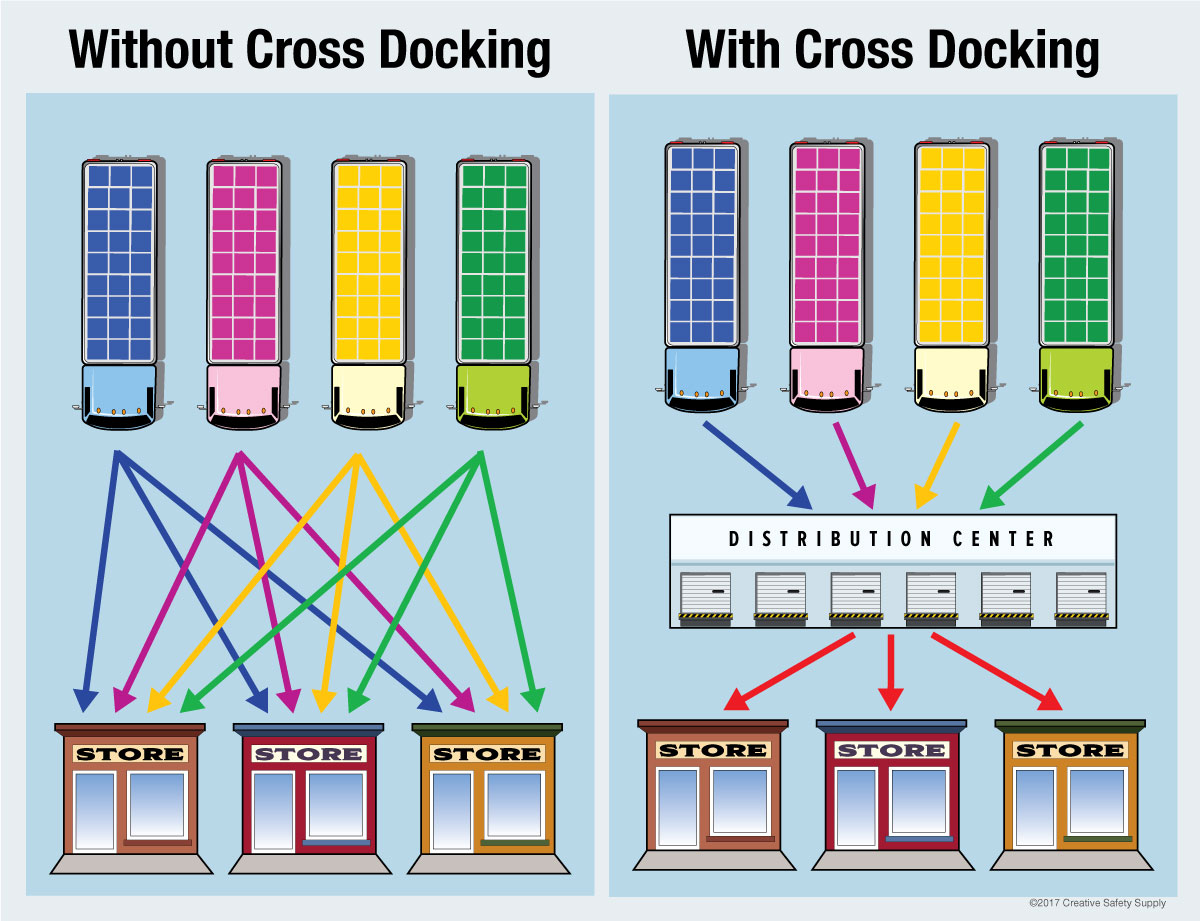 Without Cross Docking
With Cross Docking
DISTRIBUTION CENTER
STORE
STORE
STORE
STORE
STORE
STORE
©2017 Creative Safety Supply